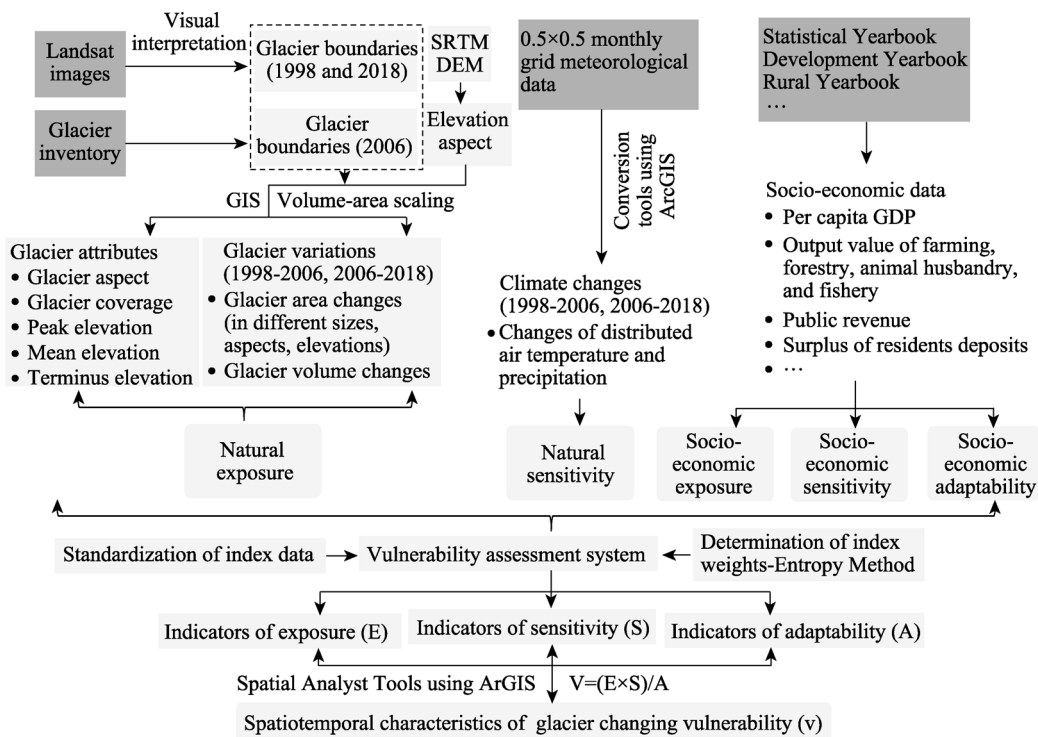 Visual
interpretation
Landsat
images
Glacier boundaries
(1998 and 2018)
SRTM
DEM
0.5×0.5 monthly
grid meteorological
data
Statistical Yearbook
Development Yearbook
Rural Yearbook
…
Glacier
inventory
Glacier
boundaries (2006)
Elevation
aspect
GIS
Volume-area scaling
Conversion
tools using
ArcGIS
Glacier attributes
• Glacier aspect
• Glacier coverage
• Peak elevation
• Mean elevation
• Terminus elevation
Glacier variations
(1998-2006, 2006-2018)
• Glacier area changes
(in different sizes,
aspects, elevations)
• Glacier volume changes
Climate changes
(1998-2006, 2006-2018)
• Changes of distributed
air temperature and
precipitation
Socio-economic data
• Per capita GDP
• Output value of farming,
forestry, animal husbandry,
and fishery
• Public revenue
• Surplus of residents deposits
• …
Natural
exposure
Natural
sensitivity
Socio-
economic
exposure
Socio-
economic
sensitivity
Socio-
economic
adaptability
Standardization of index data
Vulnerability assessment system
Determination of index
weights-Entropy Method
Indicators of exposure (E)
Indicators of sensitivity (S)
Indicators of adaptability (A)
Spatial Analyst Tools using ArGIS
V=(E×S)/A
Spatiotemporal characteristics of glacier changing vulnerability (v)